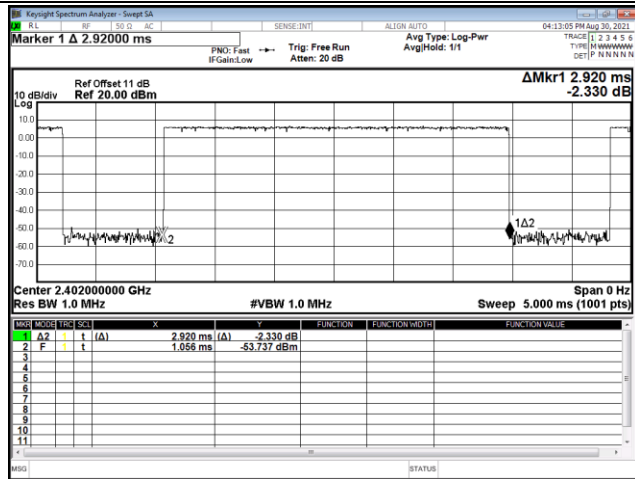 Keysight Spectrum Analyzer - Swept SA
RL RF 50 Ω AC SENSE:INT ALIGN AUTO 04:13:05 PM Aug 30, 2021
Marker 1 Δ 2.92000 ms Avg Type: Log-Pwr TRACE 1 2 3 4 5 6
PNO: Fast Trig: Free Run Avg|Hold: 1/1 TYPE M WWWWW
IFGain:Low Atten: 20 dB DET P N N N N N
Ref Offset 11 dB ΔMkr1 2.920 ms
10 dB/div Ref 20.00 dBm -2.330 dB
Log
10.0
0.00
-10.0
-20.0
-30.0
-40.0
-50.0 1Δ2
2
-60.0
-70.0
Center 2.402000000 GHz Span 0 Hz
Res BW 1.0 MHz #VBW 1.0 MHz Sweep 5.000 ms (1001 pts)
MKR MODE TRC SCL X Y FUNCTION FUNCTION WIDTH FUNCTION VALUE
1 Δ2 1 t (Δ) 2.920 ms (Δ) -2.330 dB
2 F 1 t 1.056 ms -53.737 dBm
3
4
5
6
7
8
9
10
11
MSG STATUS